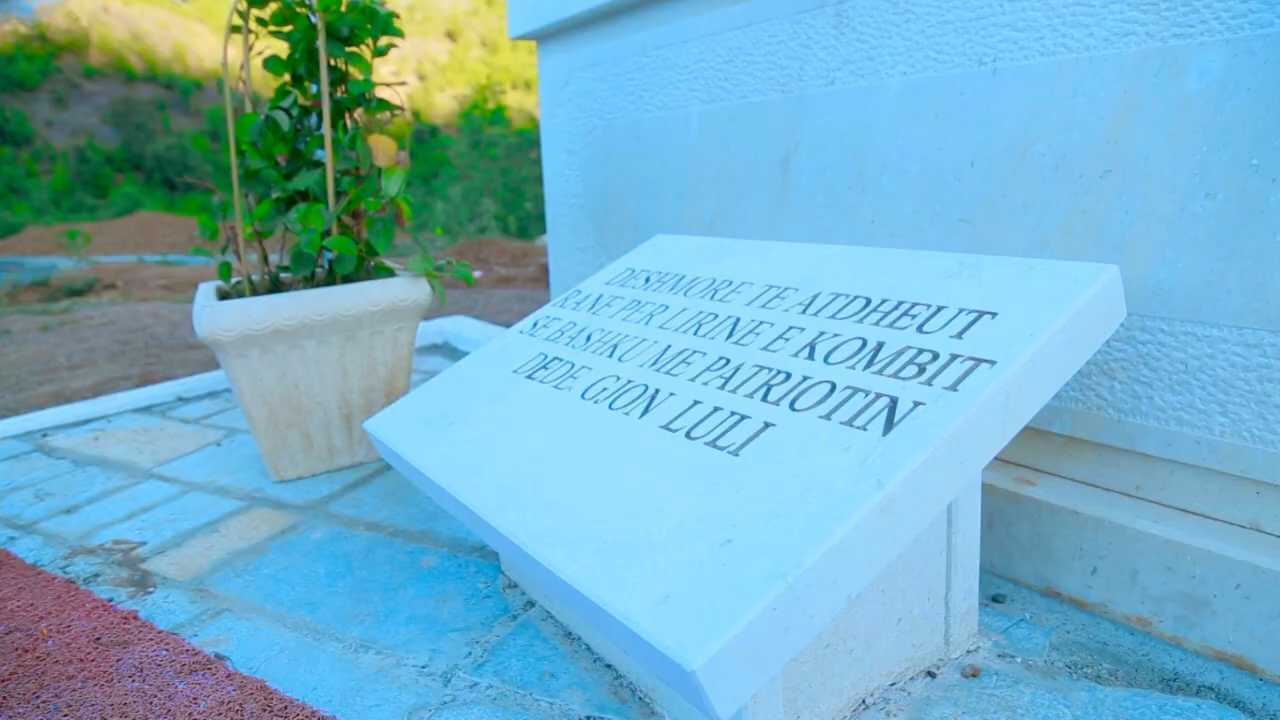 DESHMORE TE ATDHEUT
RANE PER LIRINE E KOMBIT
SE BASHKU ME PATRIOTIN
DEDE GJON LULI